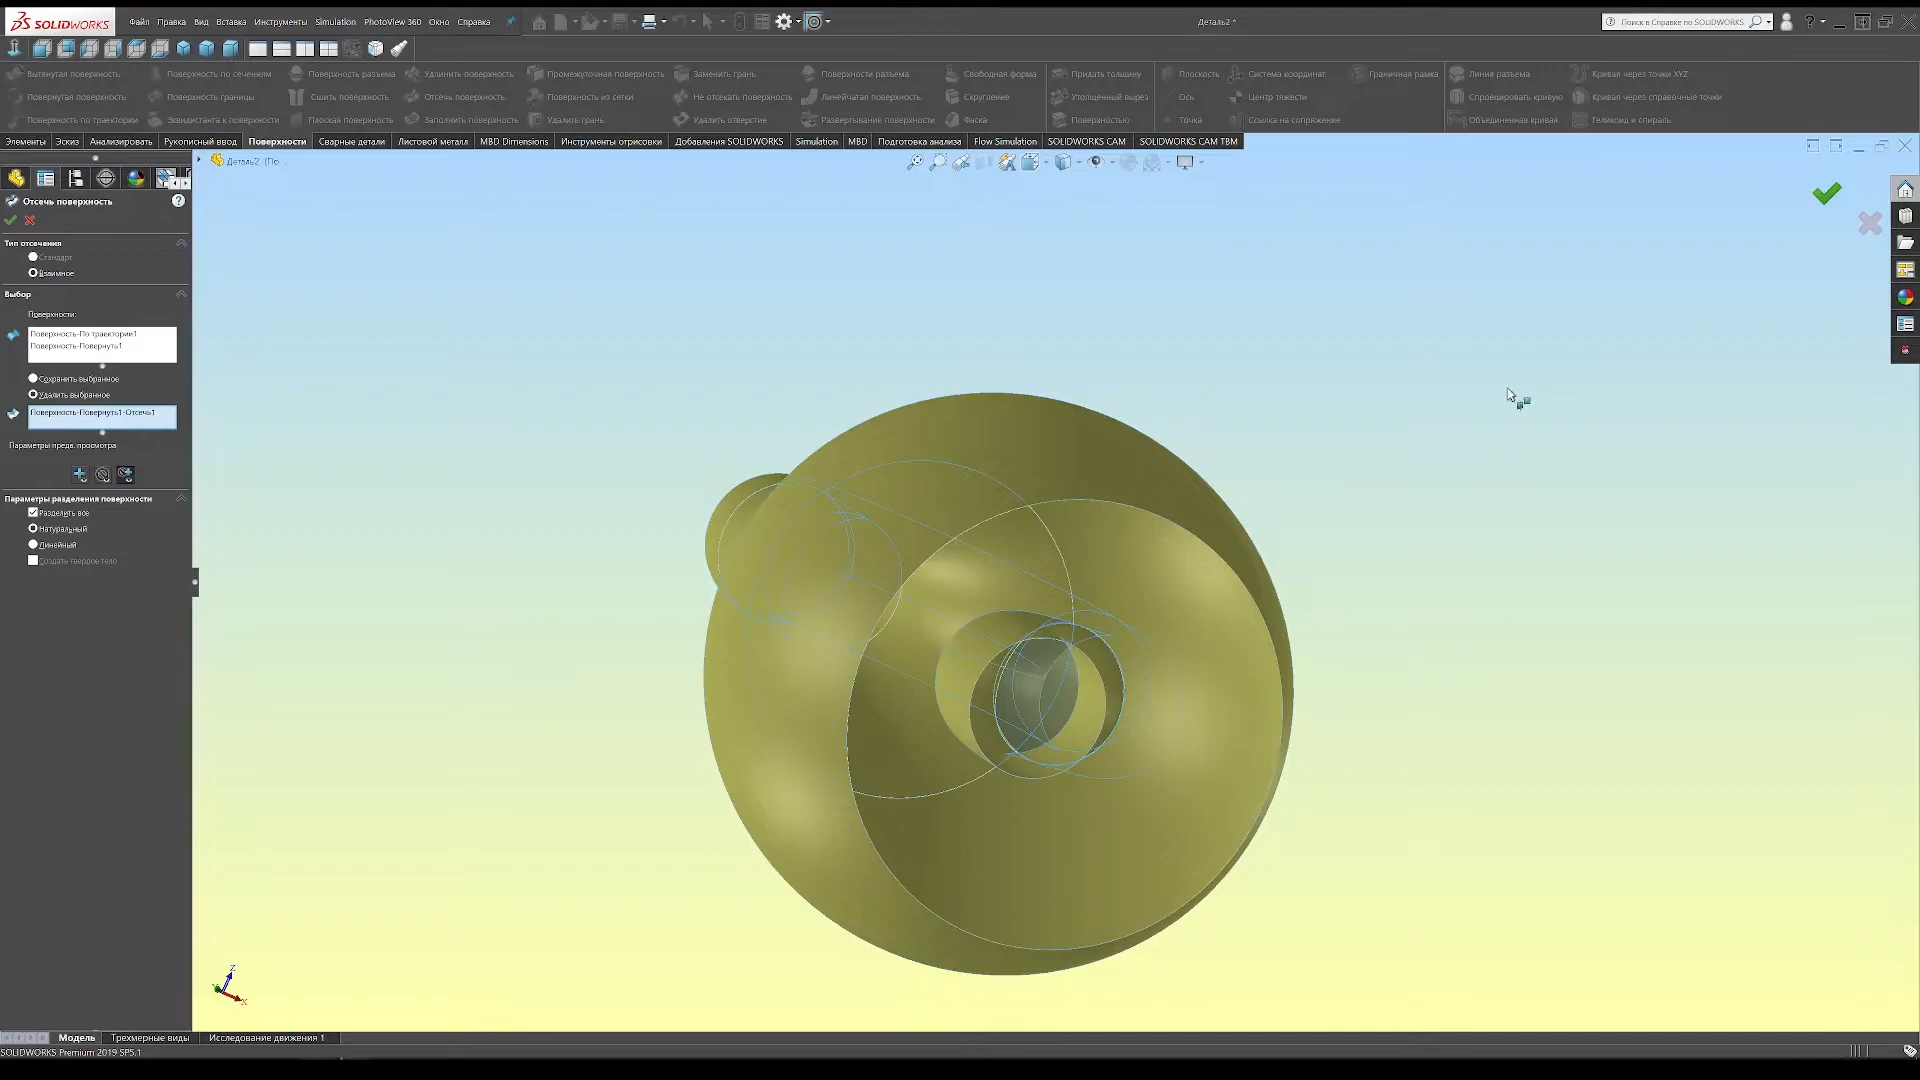 SOLIDWORKS
Файл Правка Вид Вставка Инструменты Simulation PhotoView 360 Окно Справка
Деталь2 *
Поиск в Справке по SOLIDWORKS
Вытянутая поверхность
Поверхность по сечениям
Поверхность разъема
Удлинить поверхность
Промежуточная поверхность
Заменить грань
Поверхности разъема
Свободная форма
Придать толщину
Плоскость
Система координат
Граничная рамка
Линия разъема
Кривая через точки XYZ
Повернутая поверхность
Поверхность границы
Сшить поверхность
Отсечь поверхность
Поверхность из сетки
Не отсекать поверхность
Линейчатая поверхность
Скругление
Утолщенный вырез
Ось
Центр тяжести
Спроецировать кривую
Кривая через справочные точки
Поверхность по траектории
Эквидистанта к поверхности
Плоская поверхность
Заполнить поверхность
Удалить грань
Удалить отверстие
Развертывание поверхности
Фаска
Поверхностью
Точка
Ссылка на сопряжение
Объединенная кривая
Геликоид и спираль
Элементы Эскиз Анализировать Рукописный ввод Поверхности Сварные детали Листовой металл MBD Dimensions Инструменты отрисовки Добавления SOLIDWORKS Simulation MBD Подготовка анализа Flow Simulation SOLIDWORKS CAM SOLIDWORKS CAM TBM
Деталь2 (По ...
Отсечь поверхность
Тип отсечения
Стандарт
Взаимное
Выбор
Поверхности:
Поверхность-По траектории1
Поверхность-Повернуть1
Сохранить выбранное
Удалить выбранное
Поверхность-Повернуть1-Отсечь1
Параметры предв. просмотра
Параметры разделения поверхности
Разделить все
Натуральный
Линейный
Создать твердое тело
Z
X
Модель Трехмерные виды Исследование движения 1
SOLIDWORKS Premium 2019 SP5.1